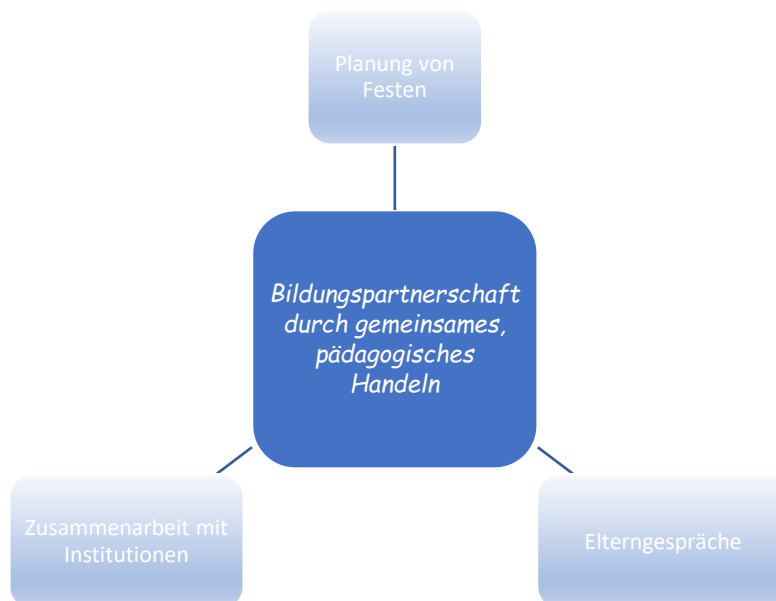 Planung von
Festen
Bildungspartnerschaft
durch gemeinsames,
pädagogisches
Handeln
Zusammenarbeit mit
Institutionen
Elterngespräche